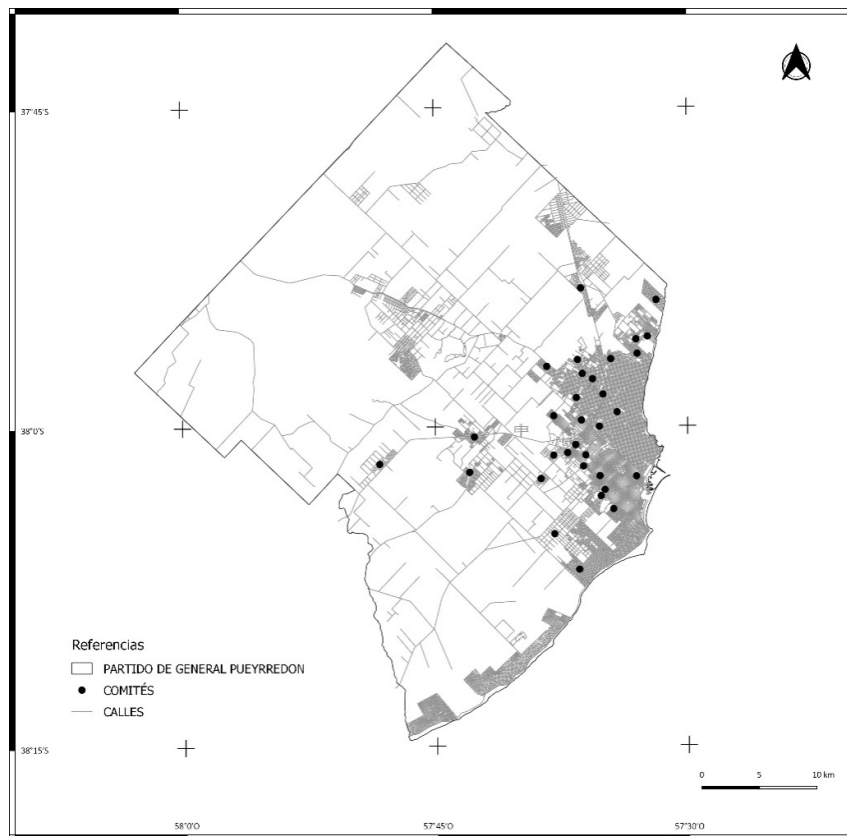 37°45'S
38°0'S
Referencias
PARTIDO DE GENERAL PUEYRREDON
COMITÉS
CALLES
38°15'S
0 5 10 km
58°0'O 57°45'O 57°30'O